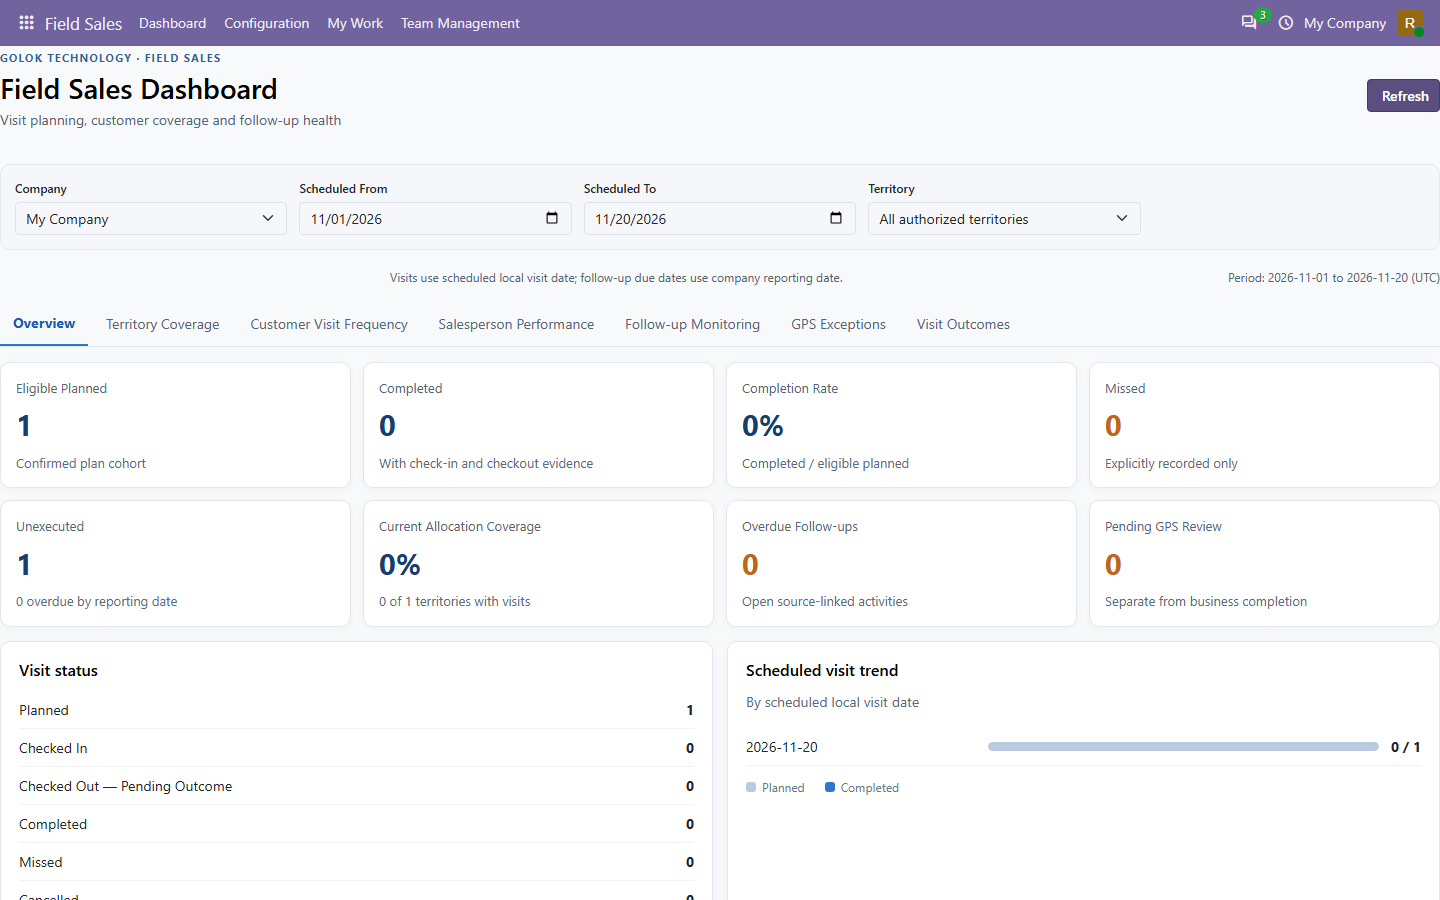 Field Sales Dashboard Configuration My Work Team Management 3 My Company R
GOLOK TECHNOLOGY · FIELD SALES
Field Sales Dashboard
Refresh
Visit planning, customer coverage and follow-up health
Company Scheduled From Scheduled To Territory
My Company 11/01/2026 11/20/2026 All authorized territories
Visits use scheduled local visit date; follow-up due dates use company reporting date. Period: 2026-11-01 to 2026-11-20 (UTC)
Overview Territory Coverage Customer Visit Frequency Salesperson Performance Follow-up Monitoring GPS Exceptions Visit Outcomes
Eligible Planned
1
Confirmed plan cohort
Completed
0
With check-in and checkout evidence
Completion Rate
0%
Completed / eligible planned
Missed
0
Explicitly recorded only
Unexecuted
1
0 overdue by reporting date
Current Allocation Coverage
0%
0 of 1 territories with visits
Overdue Follow-ups
0
Open source-linked activities
Pending GPS Review
0
Separate from business completion
Visit status
Planned 1
Checked In 0
Checked Out — Pending Outcome 0
Completed 0
Missed 0
Cancelled 0
Scheduled visit trend
By scheduled local visit date
2026-11-20 0 / 1
Planned Completed